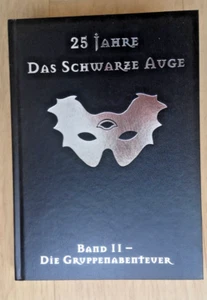 25 Jahre
Das Schwarze Auge
Band II –
Die Gruppenabenteuer